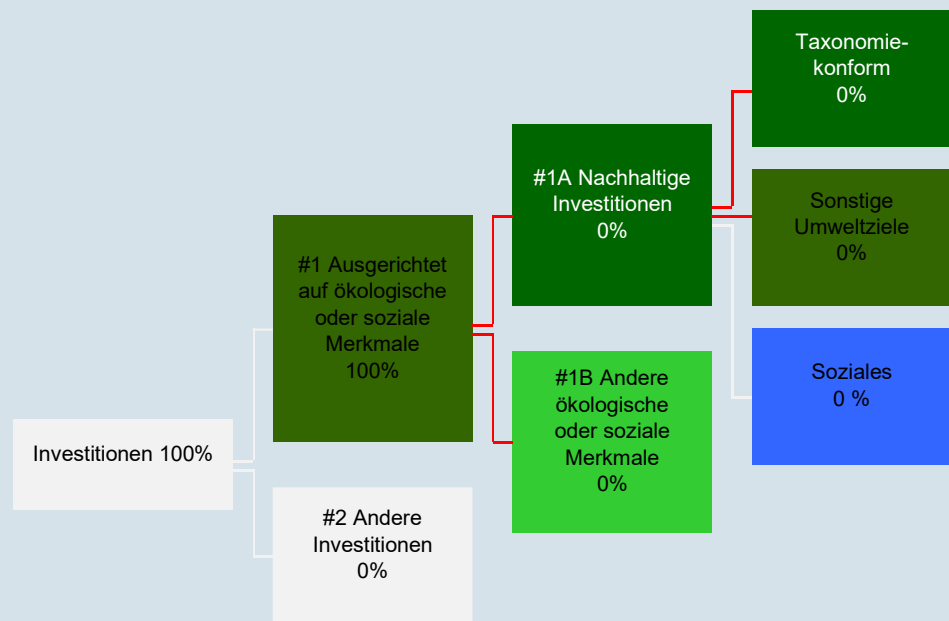 Investitionen 100%
#1 Ausgerichtet
auf ökologische
oder soziale
Merkmale
100%
#2 Andere
Investitionen
0%
#1A Nachhaltige
Investitionen
0%
#1B Andere
ökologische
oder soziale
Merkmale
0%
Taxonomie-
konform
0%
Sonstige
Umweltziele
0%
Soziales
0 %